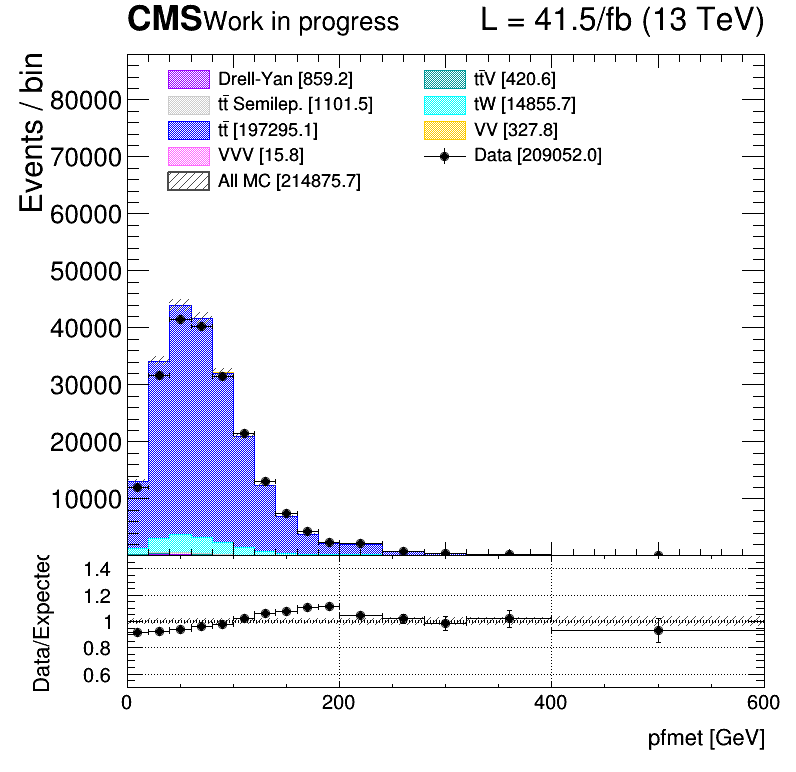 CMS Work in progress L = 41.5/fb (13 TeV)
Events / bin
Drell-Yan [859.2] tt̄V [420.6]
tt̄ Semilep. [1101.5] tW [14855.7]
tt̄ [197295.1] VV [327.8]
VVV [15.8] Data [209052.0]
All MC [214875.7]
80000
70000
60000
50000
40000
30000
20000
10000
Data/Expected
1.4
1.2
1
0.8
0.6
0 200 400 600
pfmet [GeV]